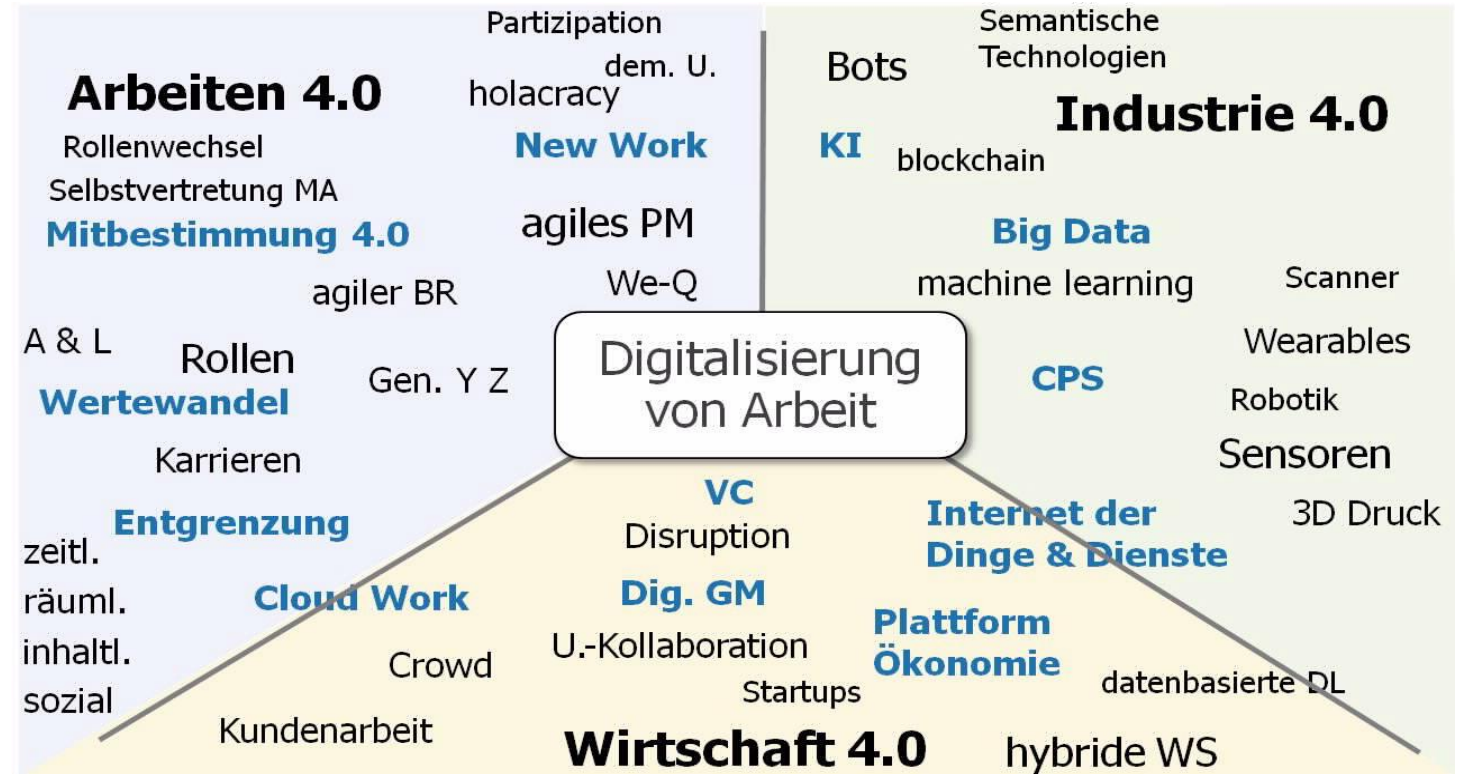 Partizipation
dem. U.
Arbeiten 4.0
holacracy
Rollenwechsel
New Work
Selbstvertretung MA
Mitbestimmung 4.0
agiles PM
agiler BR
We-Q
A & L
Rollen
Gen. Y Z
Wertewandel
Karrieren
Entgrenzung
zeitl.
räuml.
inhaltl.
sozial
Cloud Work
Digitalisierung
von Arbeit
Semantische
Technologien
Bots
Industrie 4.0
KI
blockchain
Big Data
machine learning
Scanner
Wearables
CPS
Robotik
Sensoren
3D Druck
Internet der
Dinge & Dienste
VC
Disruption
Dig. GM
Plattform
Ökonomie
U.-Kollaboration
Crowd
Startups
datenbasierte DL
Kundenarbeit
Wirtschaft 4.0
hybride WS